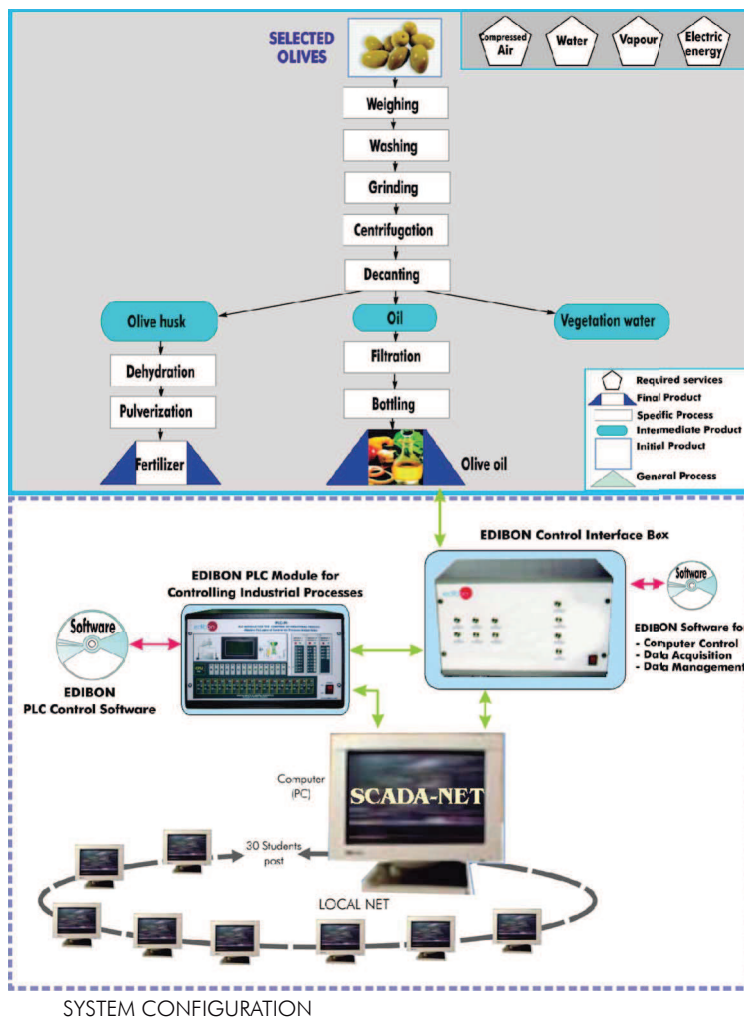 SELECTED
OLIVES
Compressed
Air
Water
Vapour
Electric
energy
Weighing
Washing
Grinding
Centrifugation
Decanting
Olive husk
Oil
Vegetation water
Dehydration
Filtration
Pulverization
Bottling
Fertilizer
Olive oil
Required services
Final Product
Specific Process
Intermediate Product
Initial Product
General Process
EDIBON Control Interface Box
EDIBON PLC Module for
Controlling Industrial Processes
Software
EDIBON
PLC Control Software
Software
EDIBON Software for
- Computer Control
- Data Acquisition
- Data Management
Computer
(PC)
SCADA-NET
30 Students
post
LOCAL NET
SYSTEM CONFIGURATION